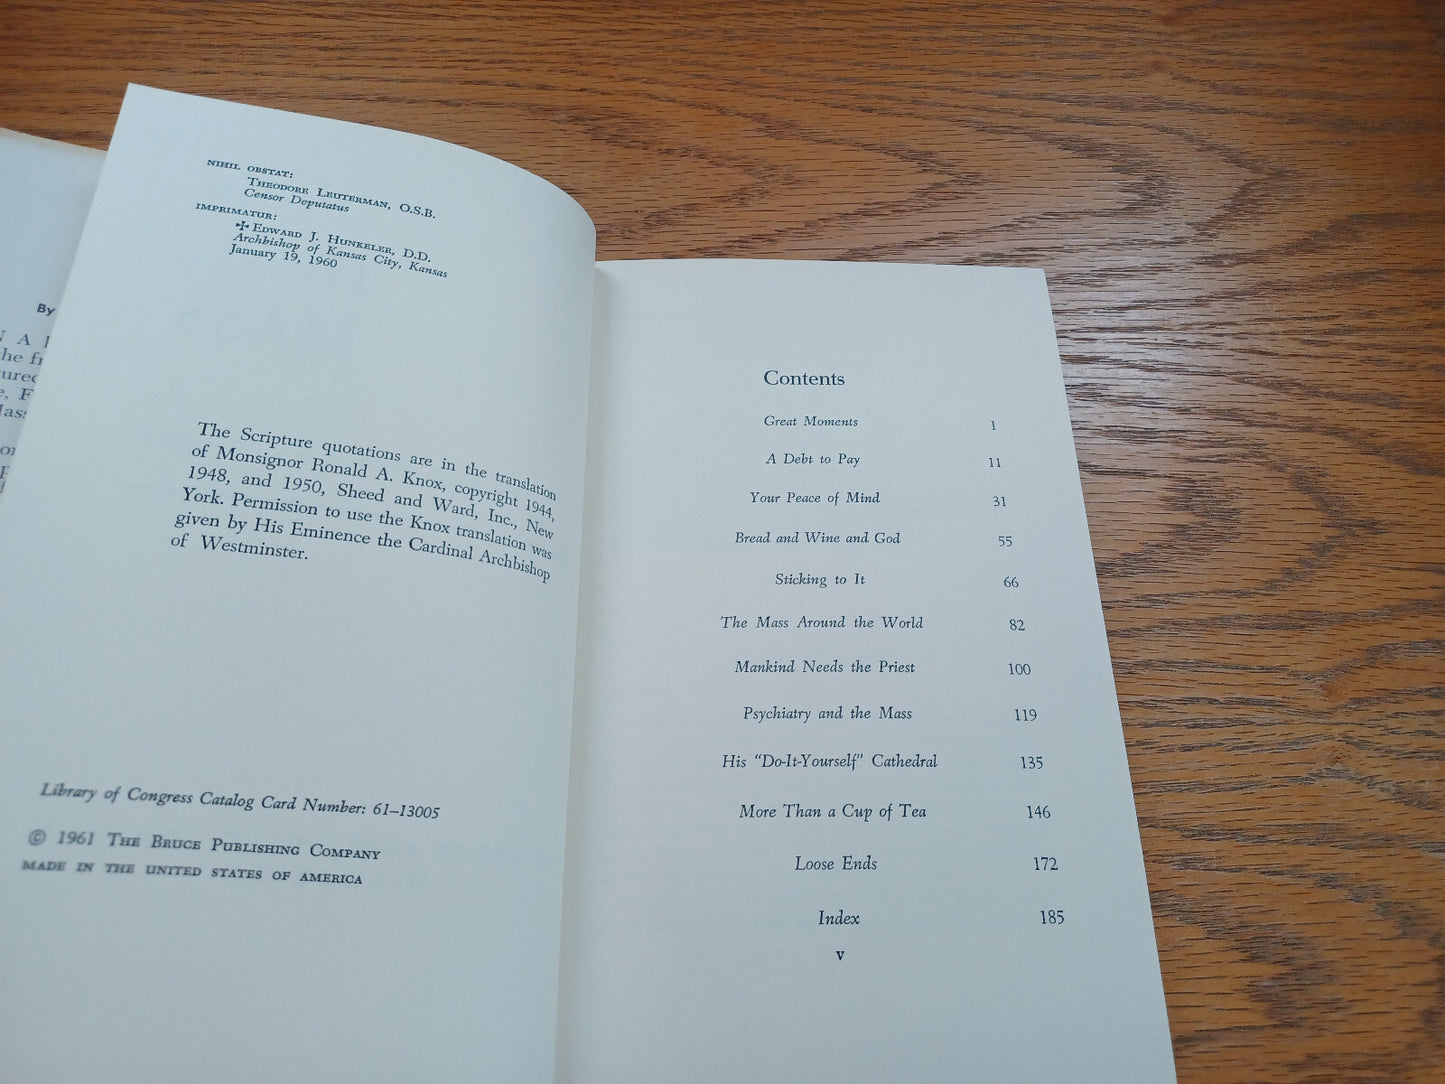 By
NIHIL OBSTAT:
THEODORE LEUTERMAN, O.S.B.
Censor Deputatus
IMPRIMATUR:
✠ EDWARD J. HUNKELER, D.D.
Archbishop of Kansas City, Kansas
January 19, 1960
The Scripture quotations are in the translation
of Monsignor Ronald A. Knox, copyright 1944,
1948, and 1950, Sheed and Ward, Inc., New
York. Permission to use the Knox translation was
given by His Eminence the Cardinal Archbishop
of Westminster.
Library of Congress Catalog Card Number: 61–13005
© 1961 THE BRUCE PUBLISHING COMPANY
MADE IN THE UNITED STATES OF AMERICA
Contents
Great Moments 1
A Debt to Pay 11
Your Peace of Mind 31
Bread and Wine and God 55
Sticking to It 66
The Mass Around the World 82
Mankind Needs the Priest 100
Psychiatry and the Mass 119
His “Do-It-Yourself” Cathedral 135
More Than a Cup of Tea 146
Loose Ends 172
Index 185
v